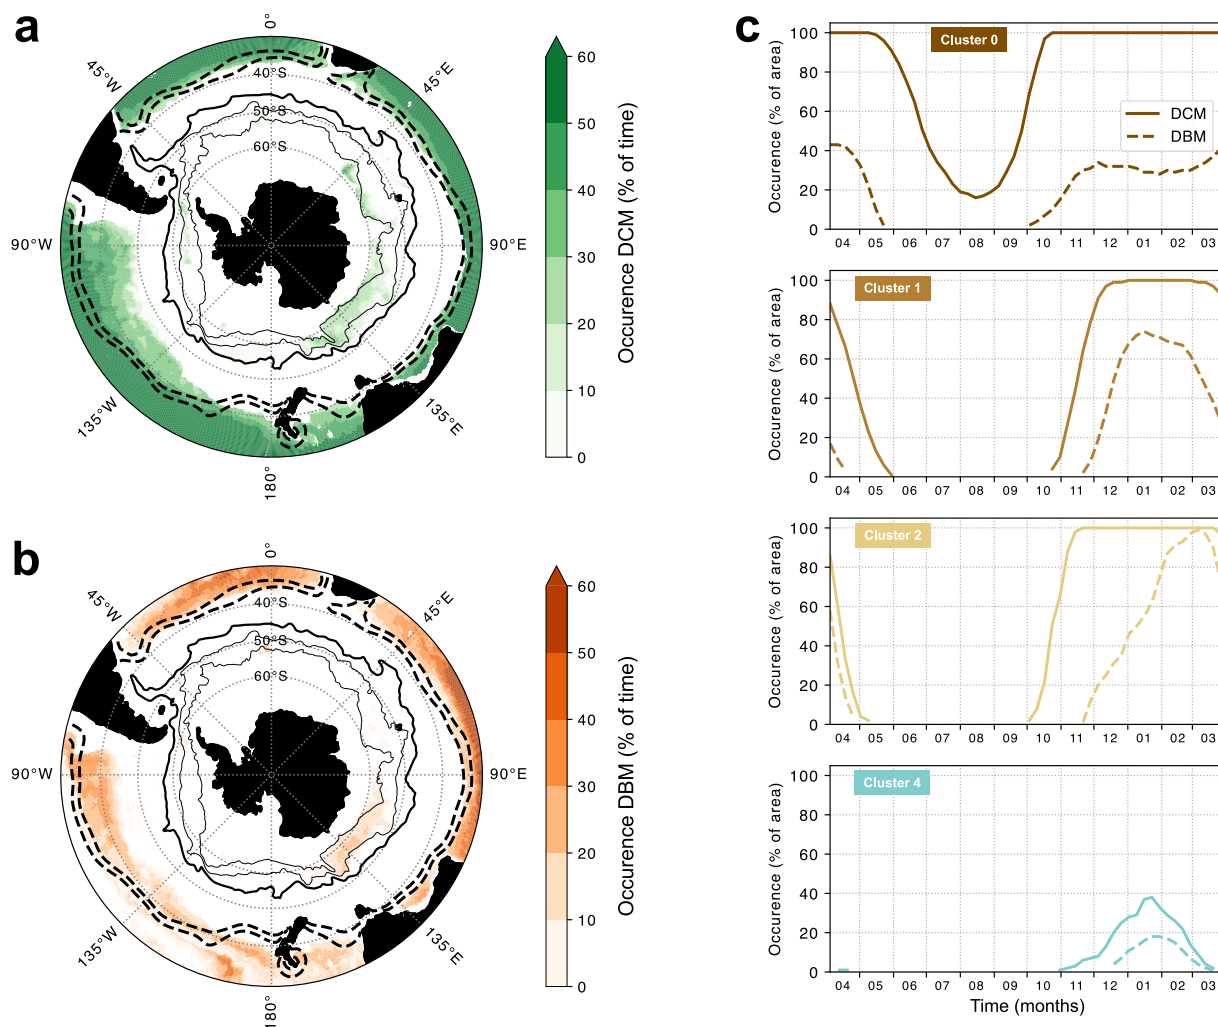 a
0°
45°E
90°E
135°E
180°
135°W
90°W
45°W
40°S
50°S
60°S
60
50
40
30
20
10
0
Occurence DCM (% of time)
b
0°
45°E
90°E
135°E
180°
135°W
90°W
45°W
40°S
50°S
60°S
60
50
40
30
20
10
0
Occurence DBM (% of time)
c
Cluster 0
DCM
DBM
Occurence (% of area)
100
80
60
40
20
0
04 05 06 07 08 09 10 11 12 01 02 03
Cluster 1
Occurence (% of area)
100
80
60
40
20
0
04 05 06 07 08 09 10 11 12 01 02 03
Cluster 2
Occurence (% of area)
100
80
60
40
20
0
04 05 06 07 08 09 10 11 12 01 02 03
Cluster 4
Occurence (% of area)
100
80
60
40
20
0
04 05 06 07 08 09 10 11 12 01 02 03
Time (months)